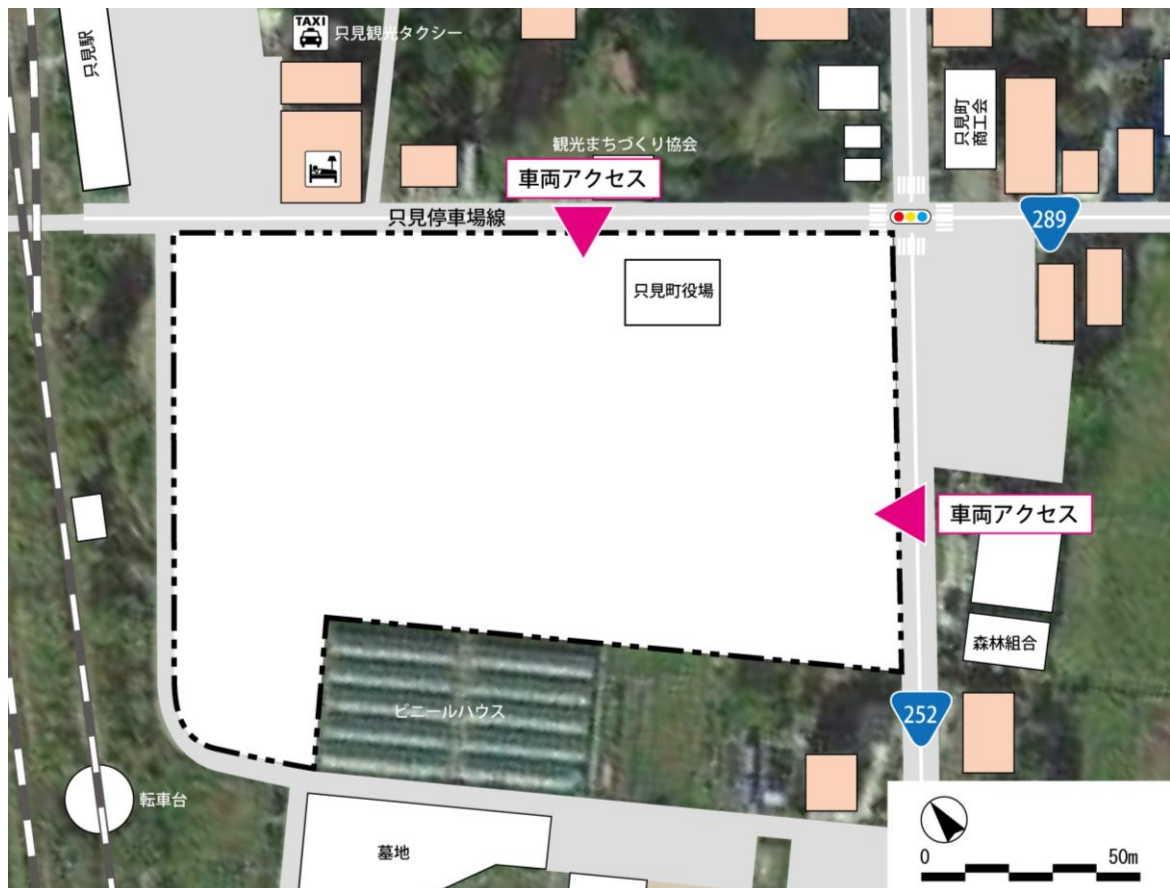 TAXI
只見観光タクシー
只見駅
観光まちづくり協会
只見町
商工会
車両アクセス
只見停車場線
289
只見町役場
車両アクセス
森林組合
ビニールハウス
252
転車台
墓地
0
50m